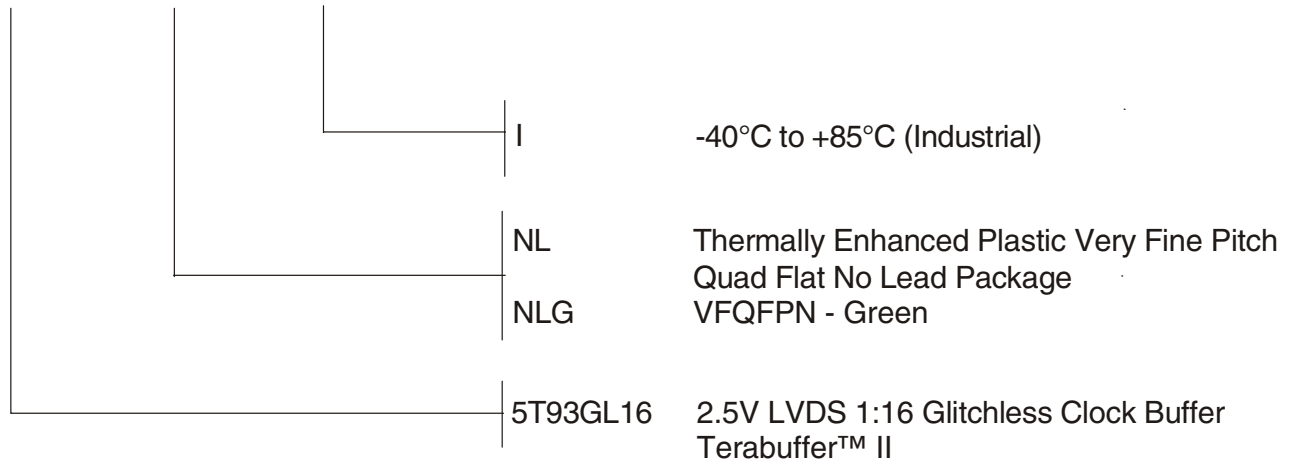 I -40°C to +85°C (Industrial)
NL Thermally Enhanced Plastic Very Fine Pitch
Quad Flat No Lead Package
NLG VFQFPN - Green
5T93GL16 2.5V LVDS 1:16 Glitchless Clock Buffer
Terabuffer™ II